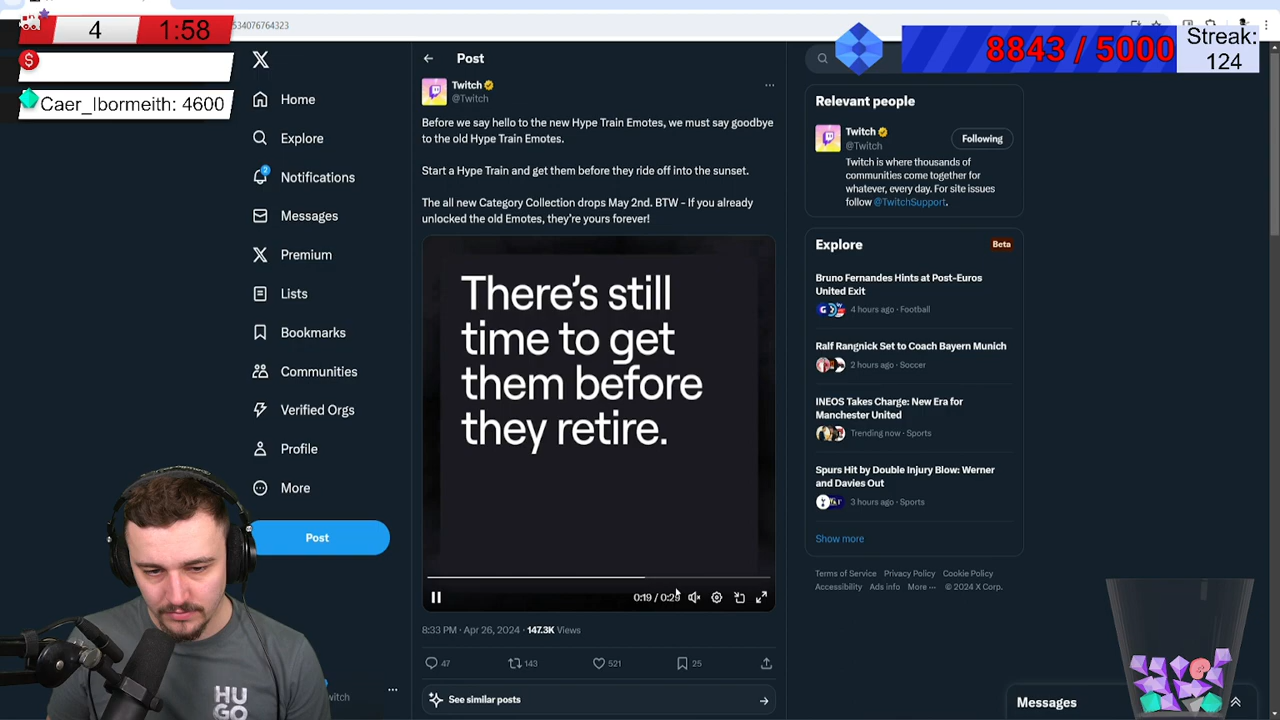 4
1:58
534076764323
Caer_Ibormeith: 4600
8843 / 5000
Streak:
124
Home
Explore
Notifications
Messages
Premium
Lists
Bookmarks
Communities
Verified Orgs
Profile
More
Post
witch
Post
Twitch
@Twitch
Before we say hello to the new Hype Train Emotes, we must say goodbye
to the old Hype Train Emotes.
Start a Hype Train and get them before they ride off into the sunset.
The all new Category Collection drops May 2nd. BTW - If you already
unlocked the old Emotes, they're yours forever!
There's still
time to get
them before
they retire.
0:19 / 0:29
8:33 PM · Apr 26, 2024 · 147.3K Views
47
143
521
25
See similar posts
Relevant people
Twitch
@Twitch
Following
Twitch is where thousands of
communities come together for
whatever, every day. For site issues
follow @TwitchSupport.
Explore
Beta
Bruno Fernandes Hints at Post-Euros
United Exit
4 hours ago · Football
Ralf Rangnick Set to Coach Bayern Munich
2 hours ago · Soccer
INEOS Takes Charge: New Era for
Manchester United
Trending now · Sports
Spurs Hit by Double Injury Blow: Werner
and Davies Out
3 hours ago · Sports
Show more
Terms of Service Privacy Policy Cookie Policy
Accessibility Ads info More ··· © 2024 X Corp.
Messages
HU
GO